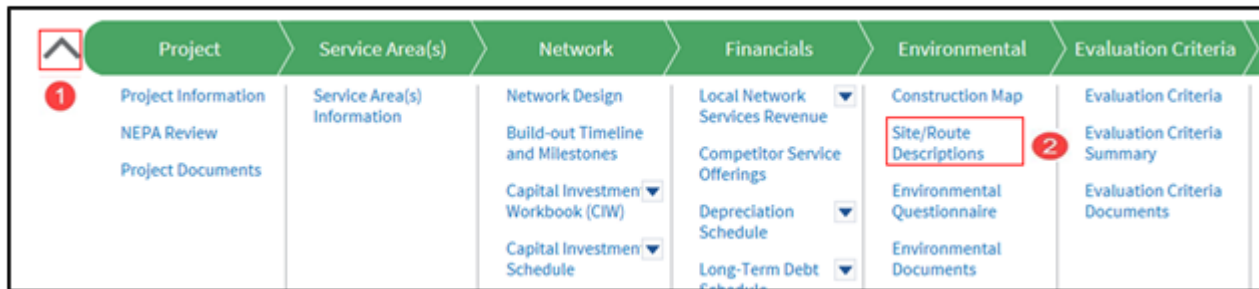 Project
Service Area(s)
Network
Financials
Environmental
Evaluation Criteria
1
Project Information
NEPA Review
Project Documents
Service Area(s)
Information
Network Design
Build-out Timeline
and Milestones
Capital Investmen
Workbook (CIW)
Capital Investmen
Schedule
Local Network
Services Revenue
Competitor Service
Offerings
Depreciation
Schedule
Long-Term Debt
Construction Map
Site/Route
Descriptions
2
Environmental
Questionnaire
Environmental
Documents
Evaluation Criteria
Evaluation Criteria
Summary
Evaluation Criteria
Documents